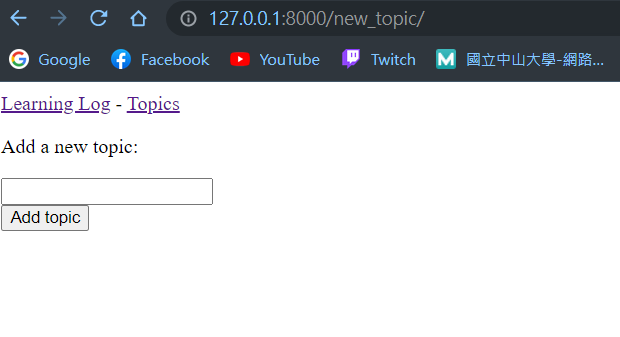 127.0.0.1:8000/new_topic/
Google Facebook YouTube Twitch 國立中山大學-網路...
Learning Log - Topics
Add a new topic:
Add topic